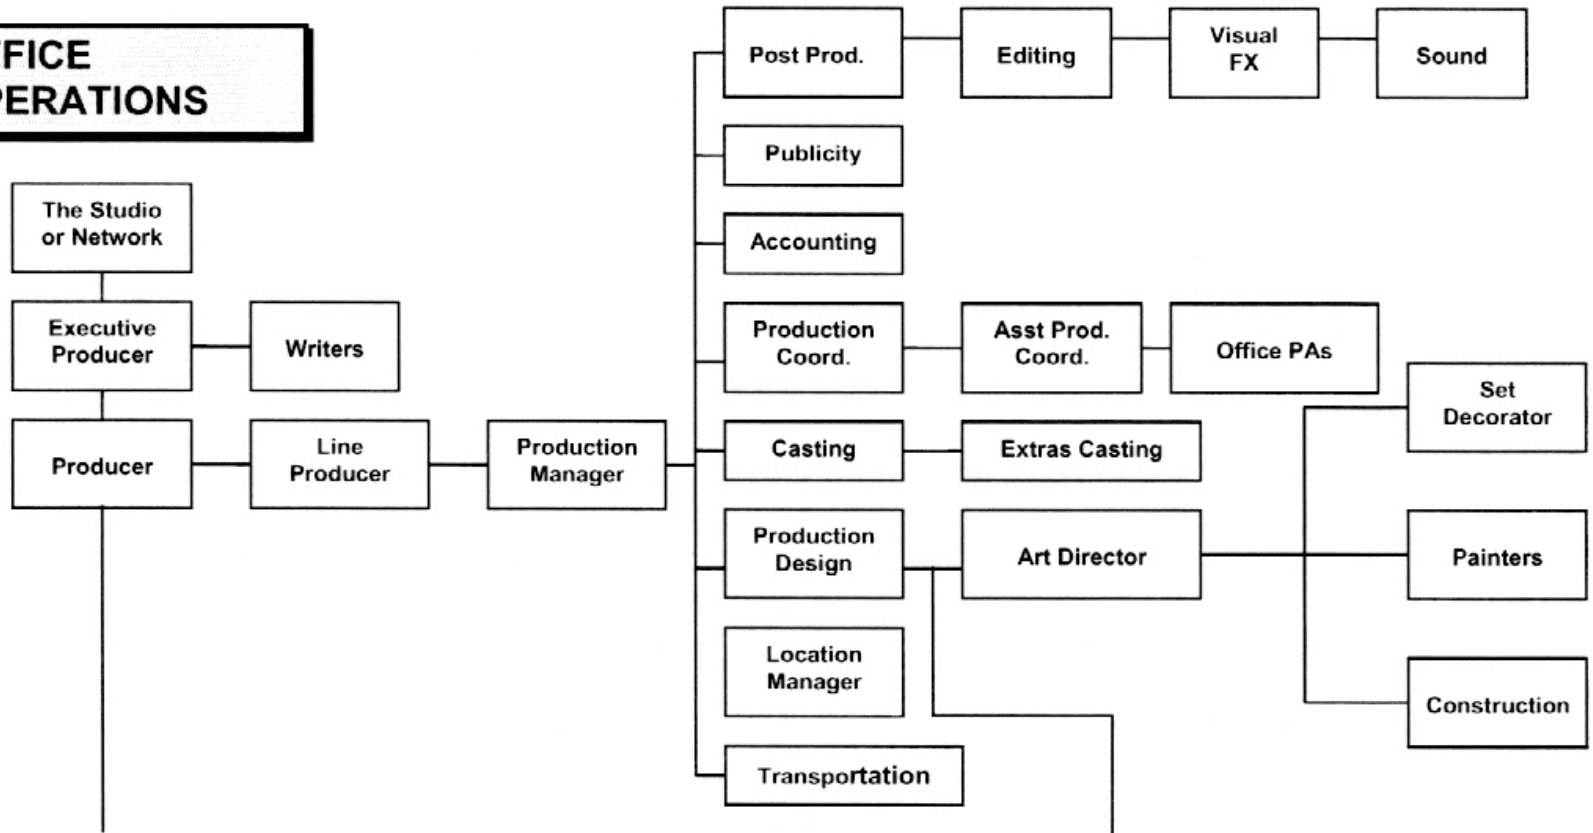 FFICE
PERATIONS
Post Prod.
Editing
Visual
FX
Sound
Publicity
The Studio
or Network
Accounting
Executive
Producer
Writers
Production
Coord.
Asst Prod.
Coord.
Office PAs
Set
Decorator
Producer
Line
Producer
Production
Manager
Casting
Extras Casting
Production
Design
Art Director
Painters
Location
Manager
Construction
Transportation